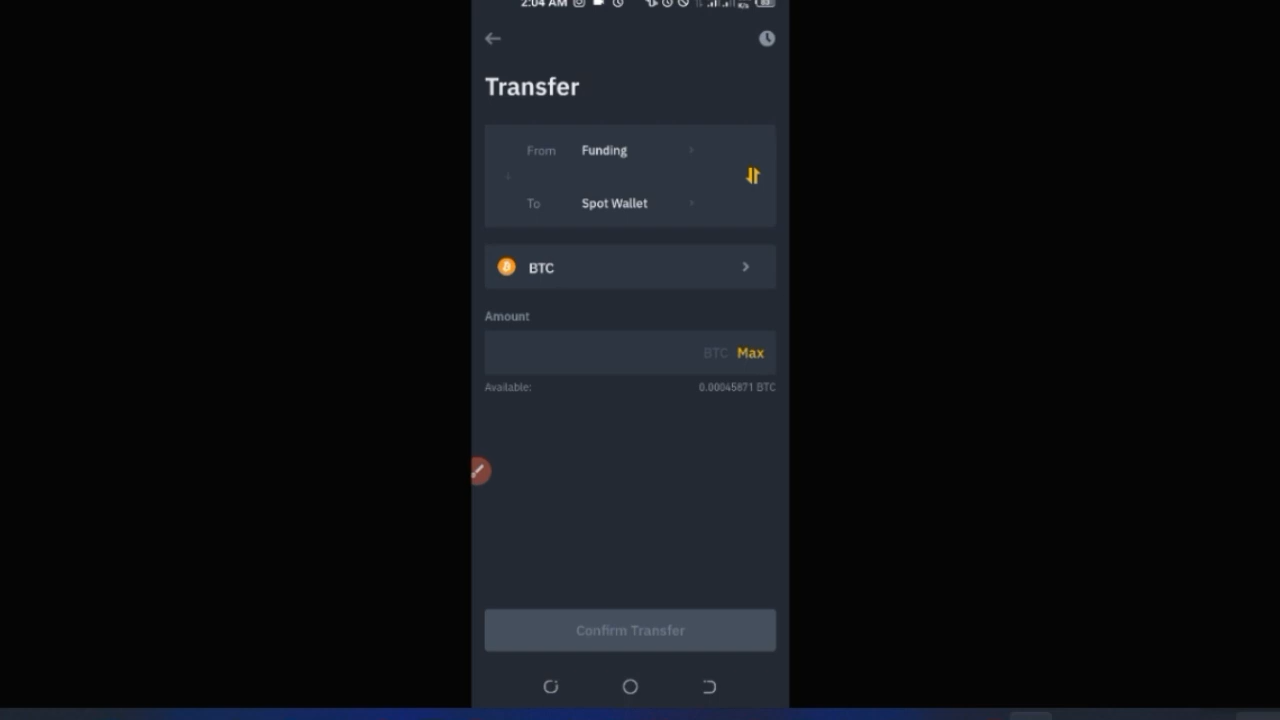 2:04 AM
Transfer
From Funding
To Spot Wallet
BTC
Amount
BTC Max
Available: 0.00045871 BTC
Confirm Transfer